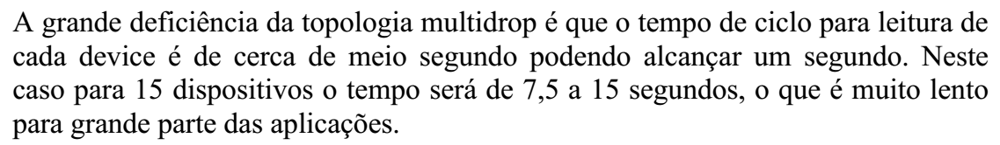 A grande deficiência da topologia multidrop é que o tempo de ciclo para leitura de
cada device é de cerca de meio segundo podendo alcançar um segundo. Neste
caso para 15 dispositivos o tempo será de 7,5 a 15 segundos, o que é muito lento
para grande parte das aplicações.